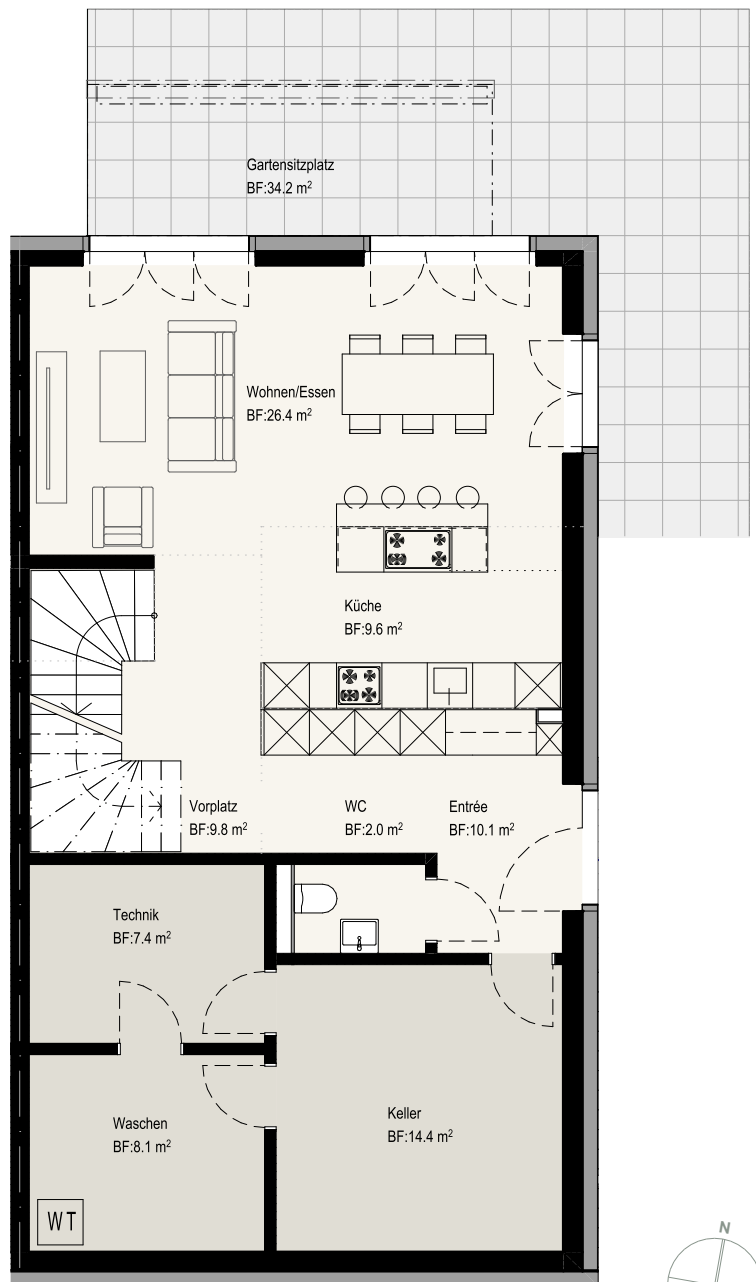 Gartensitzplatz
BF:34.2 m²
Wohnen/Essen
BF:26.4 m²
Küche
BF:9.6 m²
Vorplatz
BF:9.8 m²
WC
BF:2.0 m²
Entrée
BF:10.1 m²
Technik
BF:7.4 m²
Waschen
BF:8.1 m²
Keller
BF:14.4 m²
WT
N